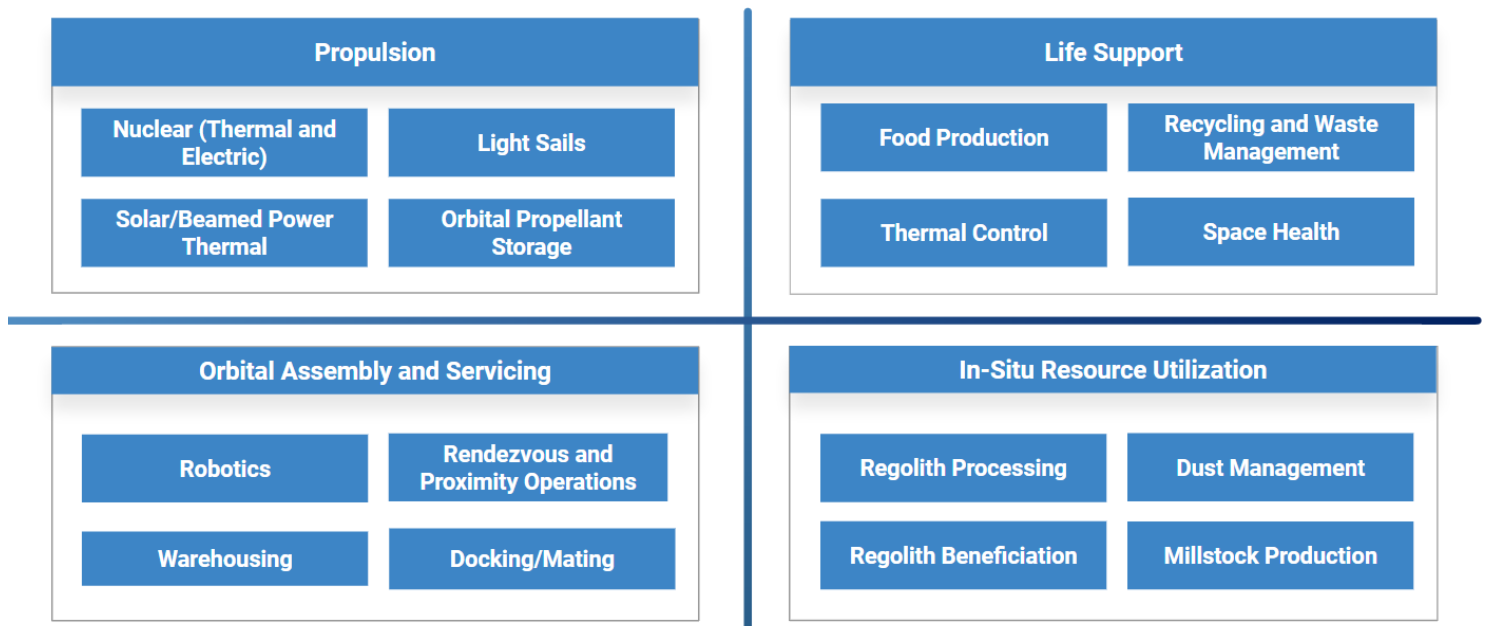 Propulsion
Nuclear (Thermal and
Electric)
Light Sails
Solar/Beamed Power
Thermal
Orbital Propellant
Storage
Life Support
Food Production
Recycling and Waste
Management
Thermal Control
Space Health
Orbital Assembly and Servicing
Robotics
Rendezvous and
Proximity Operations
Warehousing
Docking/Mating
In-Situ Resource Utilization
Regolith Processing
Dust Management
Regolith Beneficiation
Millstock Production